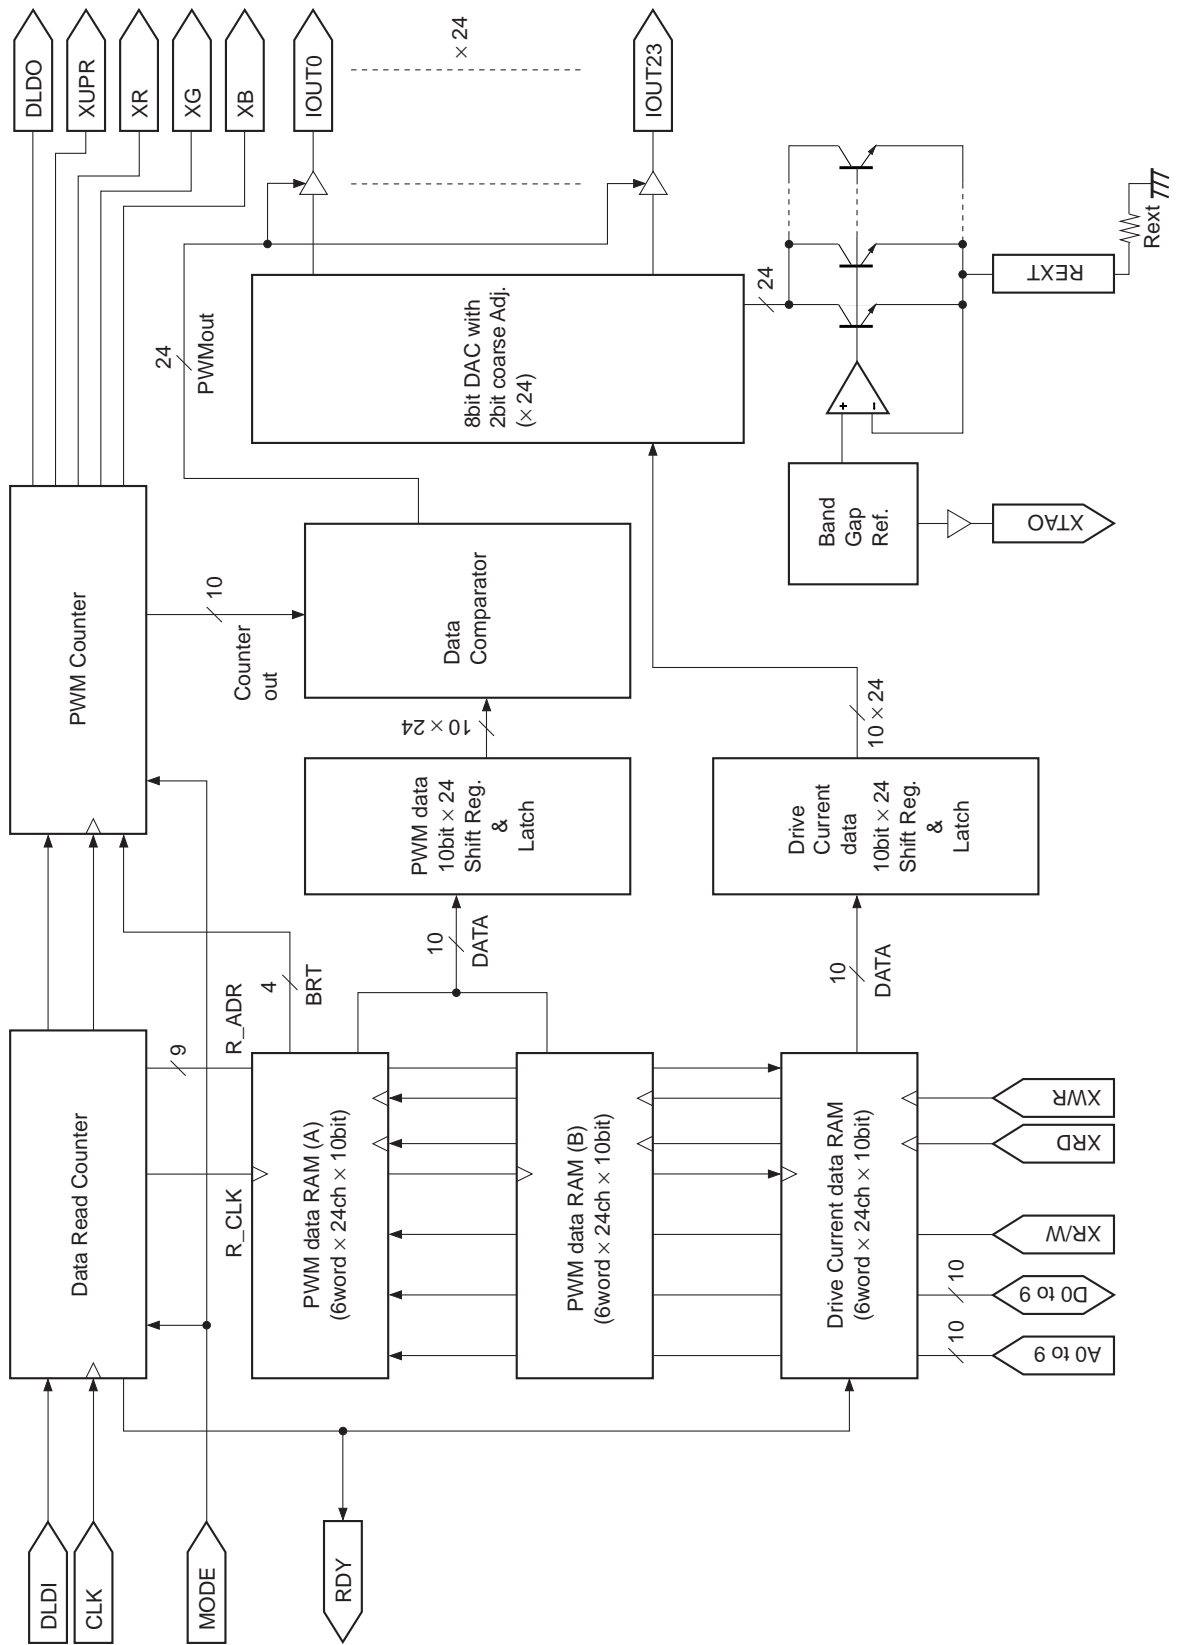 DLDI
CLK
MODE
RDY
Data Read Counter
PWM Counter
DLDO
XUPR
XR
XG
XB
IOUT0
× 24
IOUT23
9
R_ADR
R_CLK
4
BRT
PWM data RAM (A)
(6word × 24ch × 10bit)
PWM data RAM (B)
(6word × 24ch × 10bit)
Drive Current data RAM
(6word × 24ch × 10bit)
10
DATA
10
DATA
PWM data
10bit × 24
Shift Reg.
&
Latch
Drive
Current
data
10bit × 24
Shift Reg.
&
Latch
10 × 24
10 × 24
Counter
out
10
Data
Comparator
24
PWMout
8bit DAC with
2bit coarse Adj.
(× 24)
24
Band
Gap
Ref.
+
−
XTAO
REXT
Rext
A0 to 9
10
D0 to 9
10
XR/W
XRD
XWR